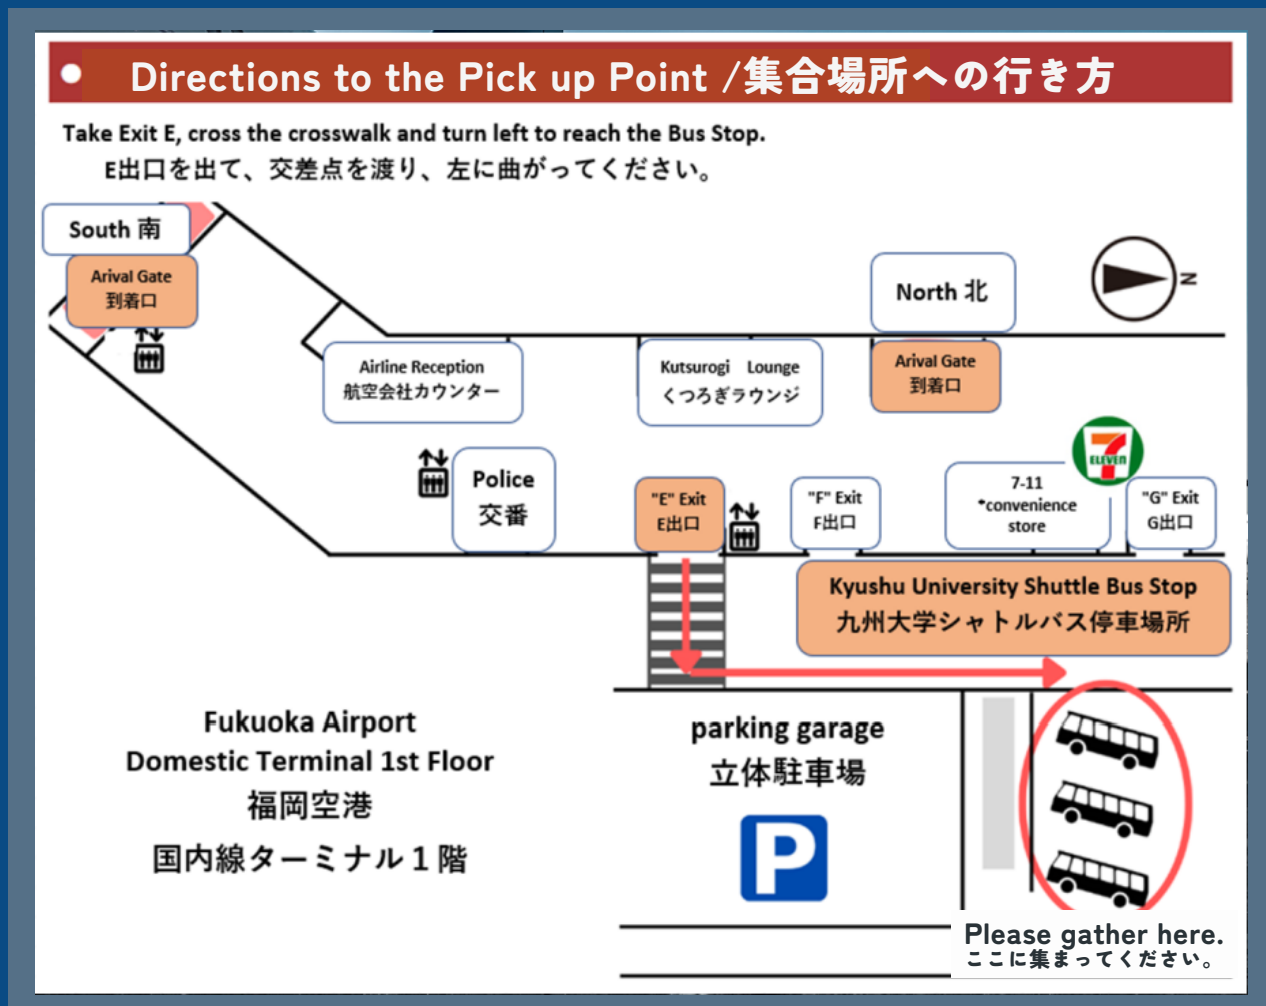 Directions to the Pick up Point /集合場所への行き方
Take Exit E, cross the crosswalk and turn left to reach the Bus Stop.
E出口を出て、交差点を渡り、左に曲がってください。
South 南
Arival Gate
到着口
North 北
N
Airline Reception
航空会社カウンター
Kutsurogi Lounge
くつろぎラウンジ
Arival Gate
到着口
Police
交番
"E" Exit
E出口
"F" Exit
F出口
7-11
*convenience
store
7
ELEVEN
"G" Exit
G出口
Kyushu University Shuttle Bus Stop
九州大学シャトルバス停車場所
Fukuoka Airport
Domestic Terminal 1st Floor
福岡空港
国内線ターミナル１階
parking garage
立体駐車場
P
Please gather here.
ここに集まってください。